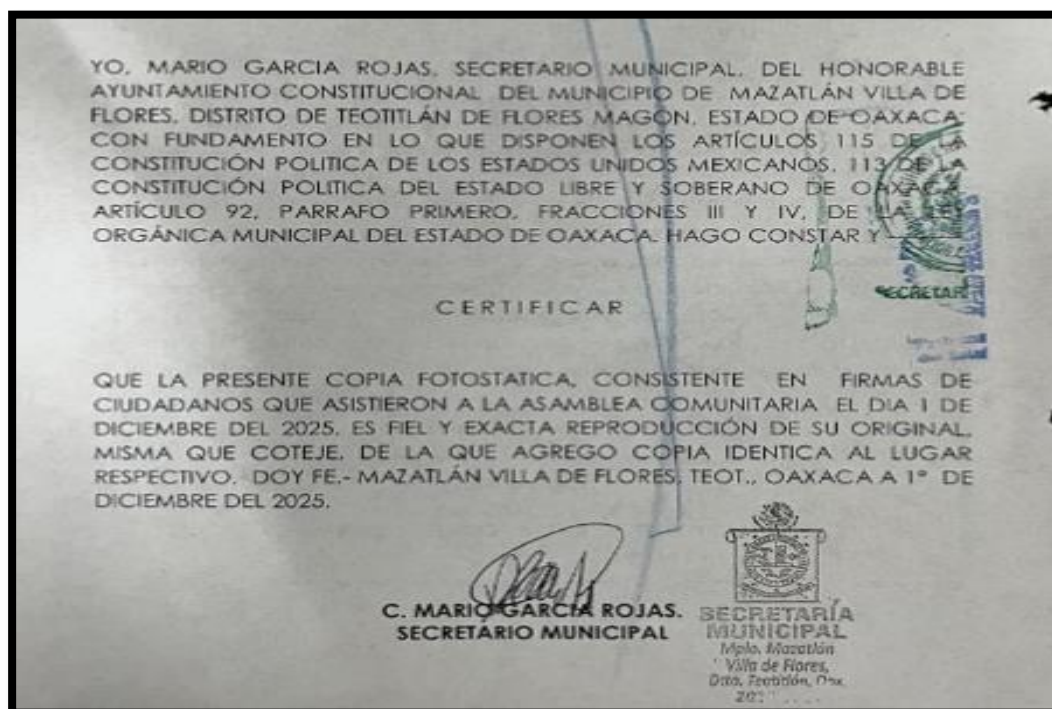 YO, MARIO GARCIA ROJAS, SECRETARIO MUNICIPAL, DEL HONORABLE
AYUNTAMIENTO CONSTITUCIONAL DEL MUNICIPIO DE MAZATLÁN VILLA DE
FLORES, DISTRITO DE TEOTITLÁN DE FLORES MAGÓN, ESTADO DE OAXACA,
CON FUNDAMENTO EN LO QUE DISPONEN LOS ARTÍCULOS 115 DE LA
CONSTITUCIÓN POLITICA DE LOS ESTADOS UNIDOS MEXICANOS, 113 DE LA
CONSTITUCIÓN POLITICA DEL ESTADO LIBRE Y SOBERANO DE OAXACA,
ARTÍCULO 92, PARRAFO PRIMERO, FRACCIONES III Y IV, DE LA LEY
ORGÁNICA MUNICIPAL DEL ESTADO DE OAXACA. HAGO CONSTAR Y
SECRETAR
CERTIFICAR
QUE LA PRESENTE COPIA FOTOSTATICA, CONSISTENTE EN FIRMAS DE
CIUDADANOS QUE ASISTIERON A LA ASAMBLEA COMUNITARIA EL DIA 1 DE
DICIEMBRE DEL 2025, ES FIEL Y EXACTA REPRODUCCIÓN DE SU ORIGINAL,
MISMA QUE COTEJE, DE LA QUE AGREGO COPIA IDENTICA AL LUGAR
RESPECTIVO. DOY FE.- MAZATLÁN VILLA DE FLORES, TEOT., OAXACA A 1° DE
DICIEMBRE DEL 2025.
C. MARIO GARCIA ROJAS.
SECRETARIO MUNICIPAL
SECRETARÍA
MUNICIPAL
Mpio. Mazatlán
Villa de Flores,
Dtto. Teotitlán, Oax.